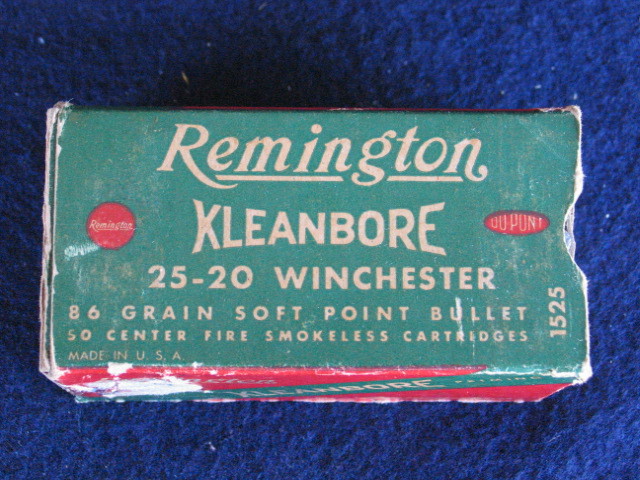 Remington
Remington
KLEANBORE
DU PONT
25-20 WINCHESTER
86 GRAIN SOFT POINT BULLET
50 CENTER FIRE SMOKELESS CARTRIDGES
1525
MADE IN U. S. A
KLEANBORE